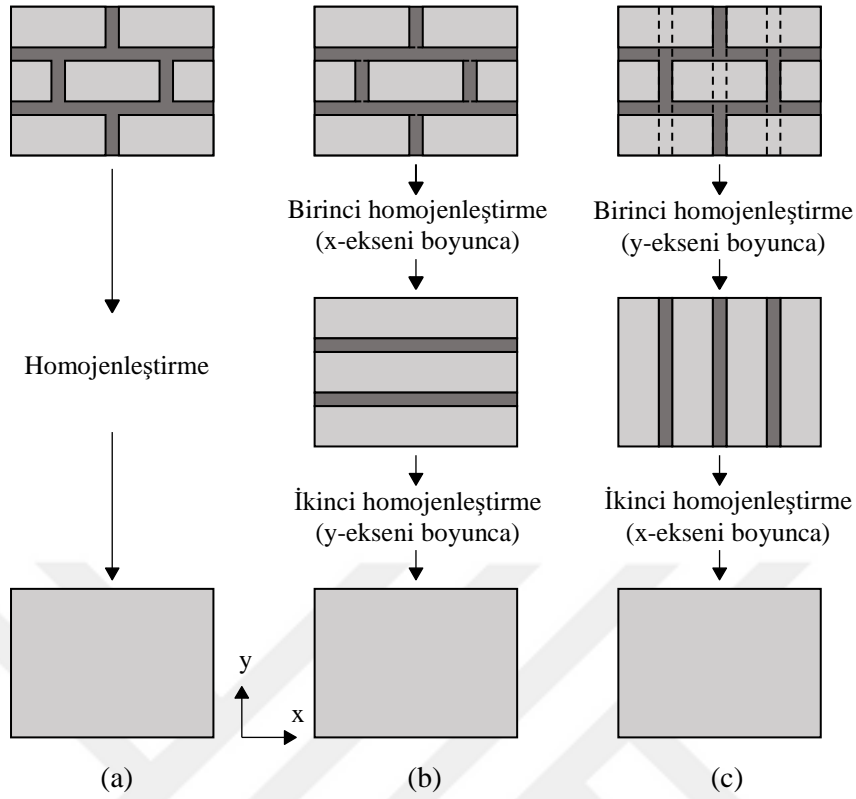 Birinci homojenleştirme
(x-ekseni boyunca)
Birinci homojenleştirme
(y-ekseni boyunca)
Homojenleştirme
İkinci homojenleştirme
(y-ekseni boyunca)
İkinci homojenleştirme
(x-ekseni boyunca)
y
x
(a)
(b)
(c)